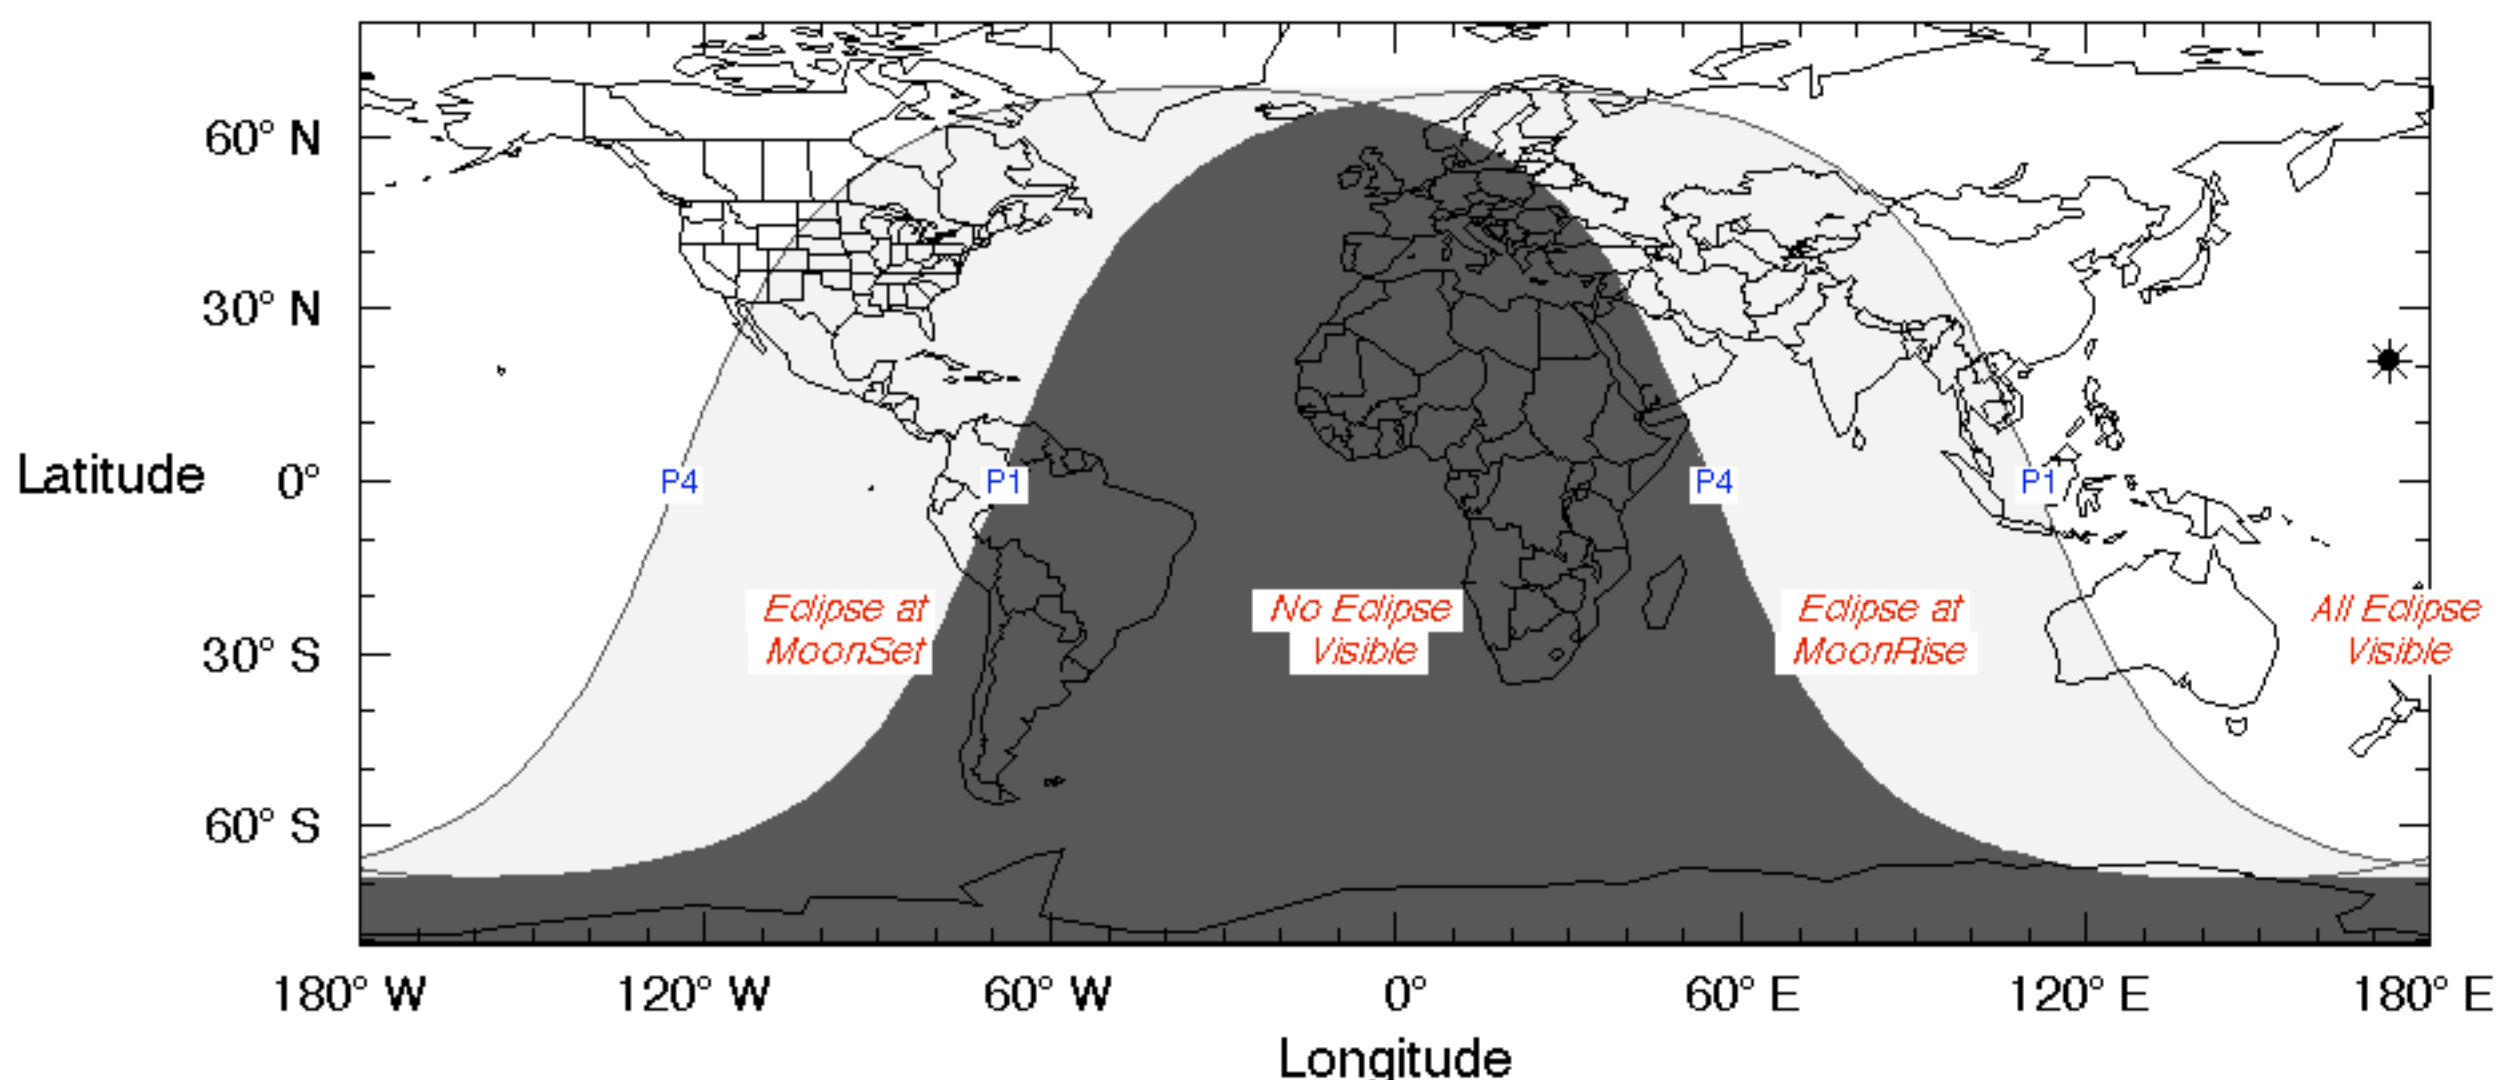 60° N
30° N
Latitude
0°
P4
P1
P4
P1
Eclipse at
MoonSet
No Eclipse
Visible
Eclipse at
MoonRise
All Eclipse
Visible
30° S
60° S
180° W
120° W
60° W
0°
60° E
120° E
180° E
Longitude